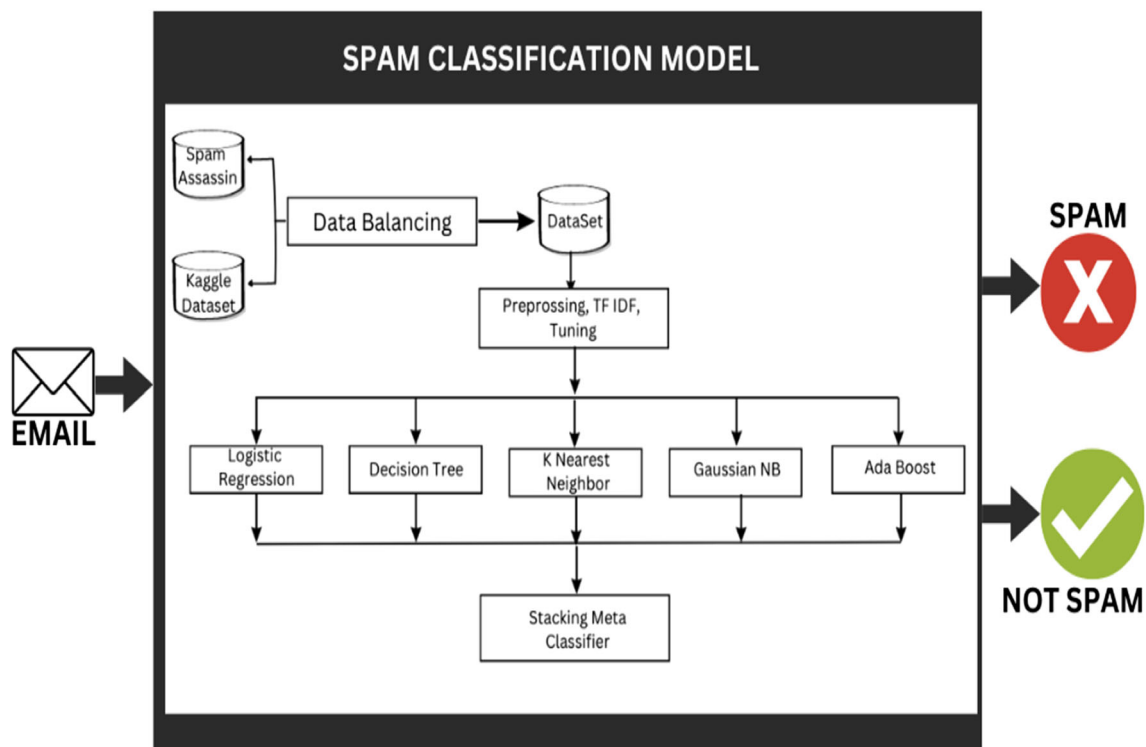 SPAM CLASSIFICATION MODEL
Spam
Assassin
Data Balancing
DataSet
Kaggle
Dataset
Preprossing, TF IDF,
Tuning
EMAIL
SPAM
X
Logistic
Regression
Decision Tree
K Nearest
Neighbor
Gaussian NB
Ada Boost
Stacking Meta
Classifier
NOT SPAM